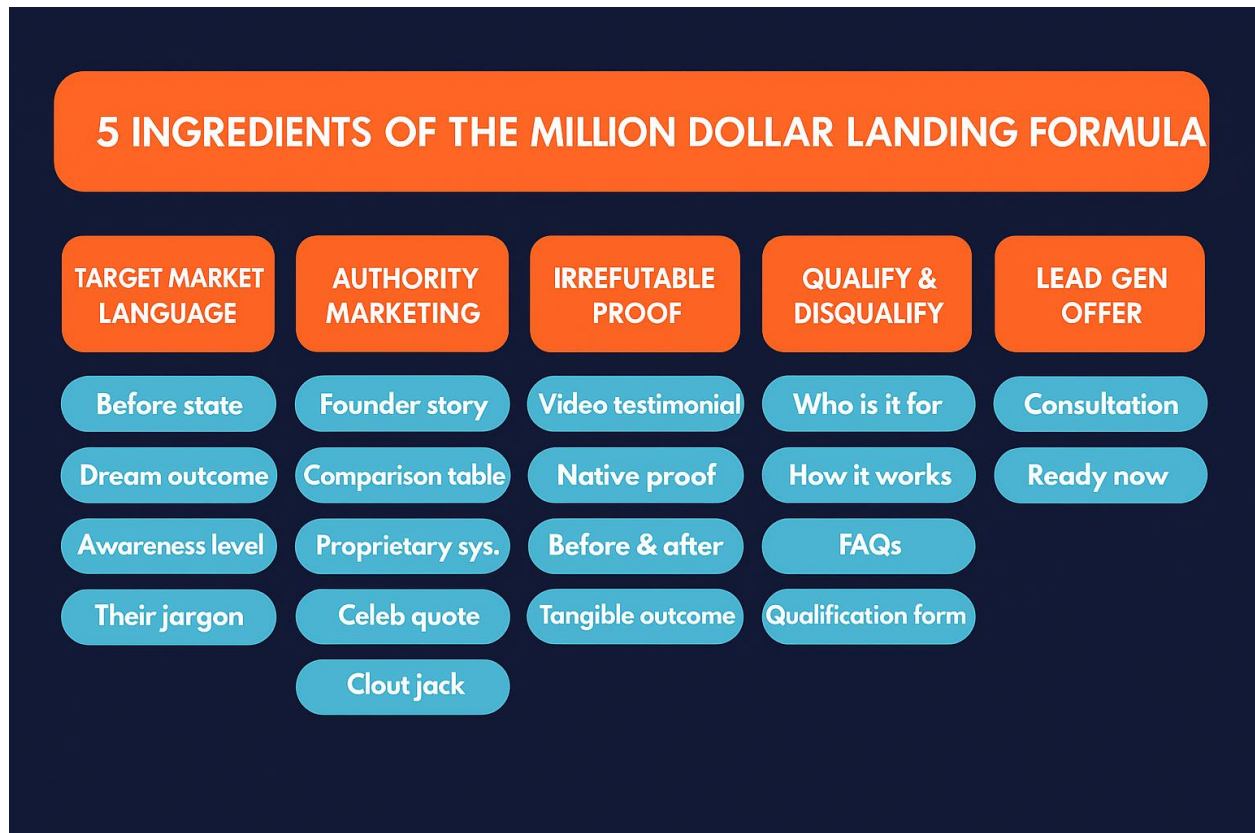 5 INGREDIENTS OF THE MILLION DOLLAR LANDING FORMULA
TARGET MARKET
LANGUAGE
Before state
Dream outcome
Awareness level
Their jargon
AUTHORITY
MARKETING
Founder story
Comparison table
Proprietary sys.
Celeb quote
Clout jack
IRREFUTABLE
PROOF
Video testimonial
Native proof
Before & after
Tangible outcome
QUALIFY &
DISQUALIFY
Who is it for
How it works
FAQs
Qualification form
LEAD GEN
OFFER
Consultation
Ready now